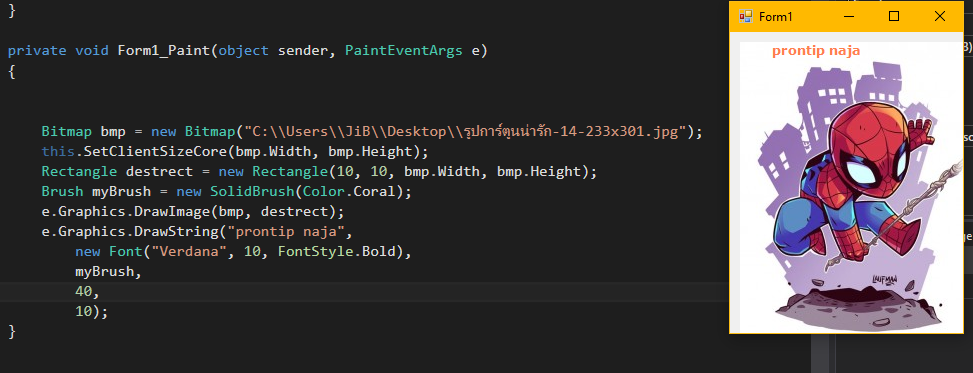 }
private void Form1_Paint(object sender, PaintEventArgs e)
{
Bitmap bmp = new Bitmap("C:\\Users\\JiB\\Desktop\\รูปการ์ตูนน่ารัก-14-233x301.jpg");
this.SetClientSizeCore(bmp.Width, bmp.Height);
Rectangle destrect = new Rectangle(10, 10, bmp.Width, bmp.Height);
Brush myBrush = new SolidBrush(Color.Coral);
e.Graphics.DrawImage(bmp, destrect);
e.Graphics.DrawString("prontip naja",
new Font("Verdana", 10, FontStyle.Bold),
myBrush,
40,
10);
}
Form1
prontip naja